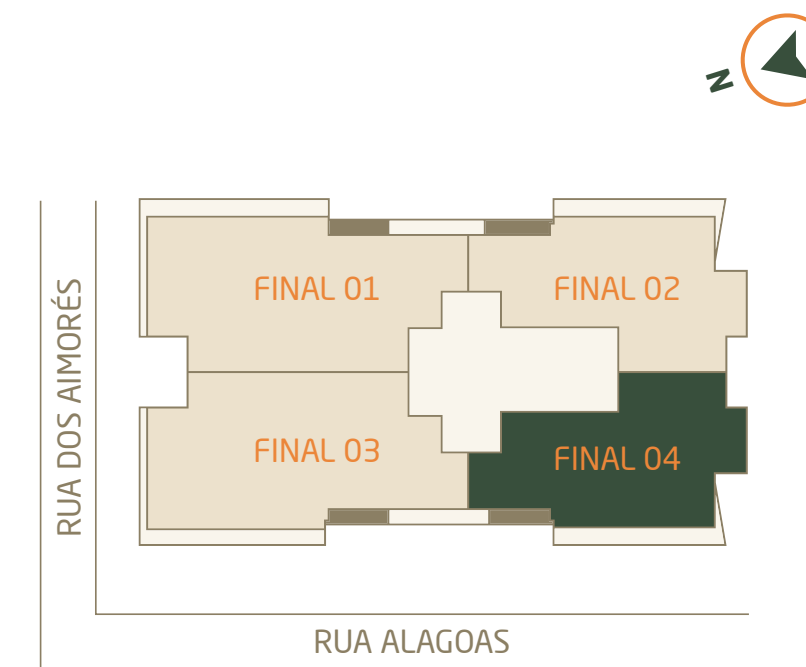 N
FINAL 01
FINAL 02
RUA DOS AIMORÉS
FINAL 03
FINAL 04
RUA ALAGOAS